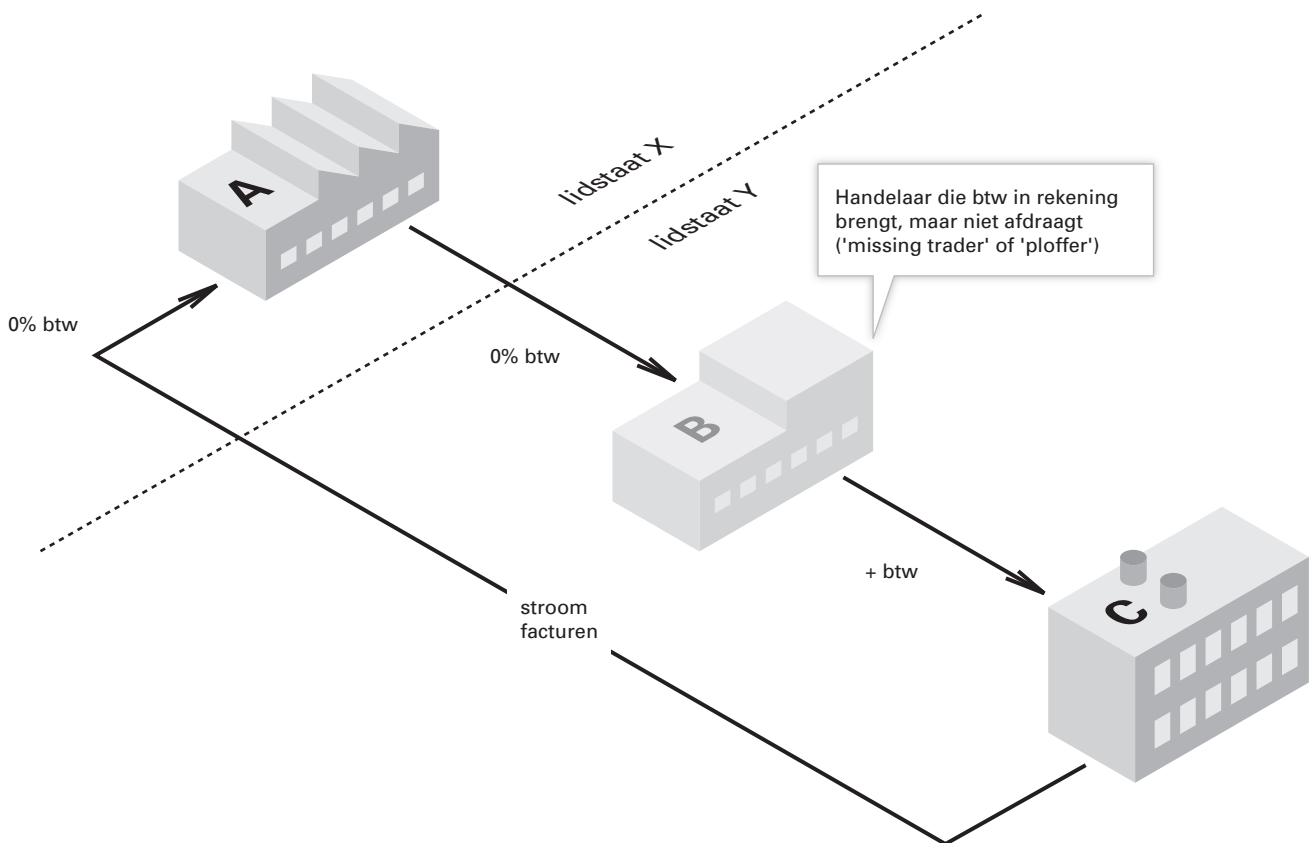 A
lidstaat X
lidstaat Y
Handelaar die btw in rekening
brengt, maar niet afdraagt
('missing trader' of 'ploffer')
0% btw
0% btw
B
+ btw
C
stroom
facturen